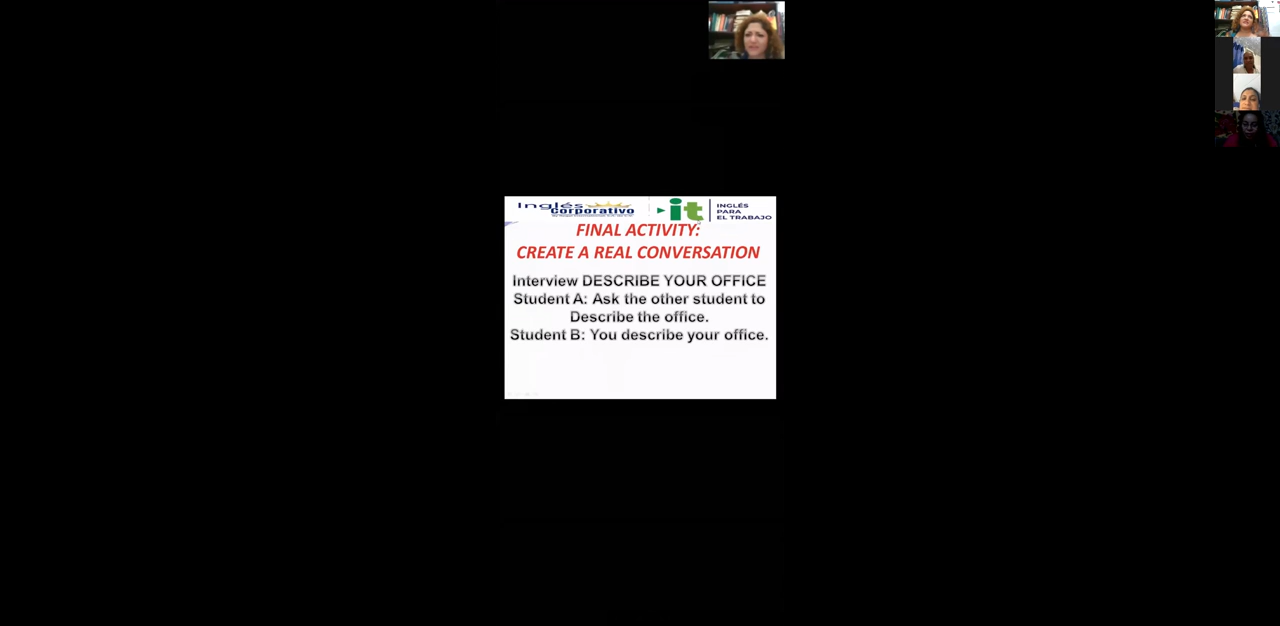 Inglés
Corporativo
it
INGLÉS
PARA
EL TRABAJO
FINAL ACTIVITY:
CREATE A REAL CONVERSATION
Interview DESCRIBE YOUR OFFICE
Student A: Ask the other student to
Describe the office.
Student B: You describe your office.